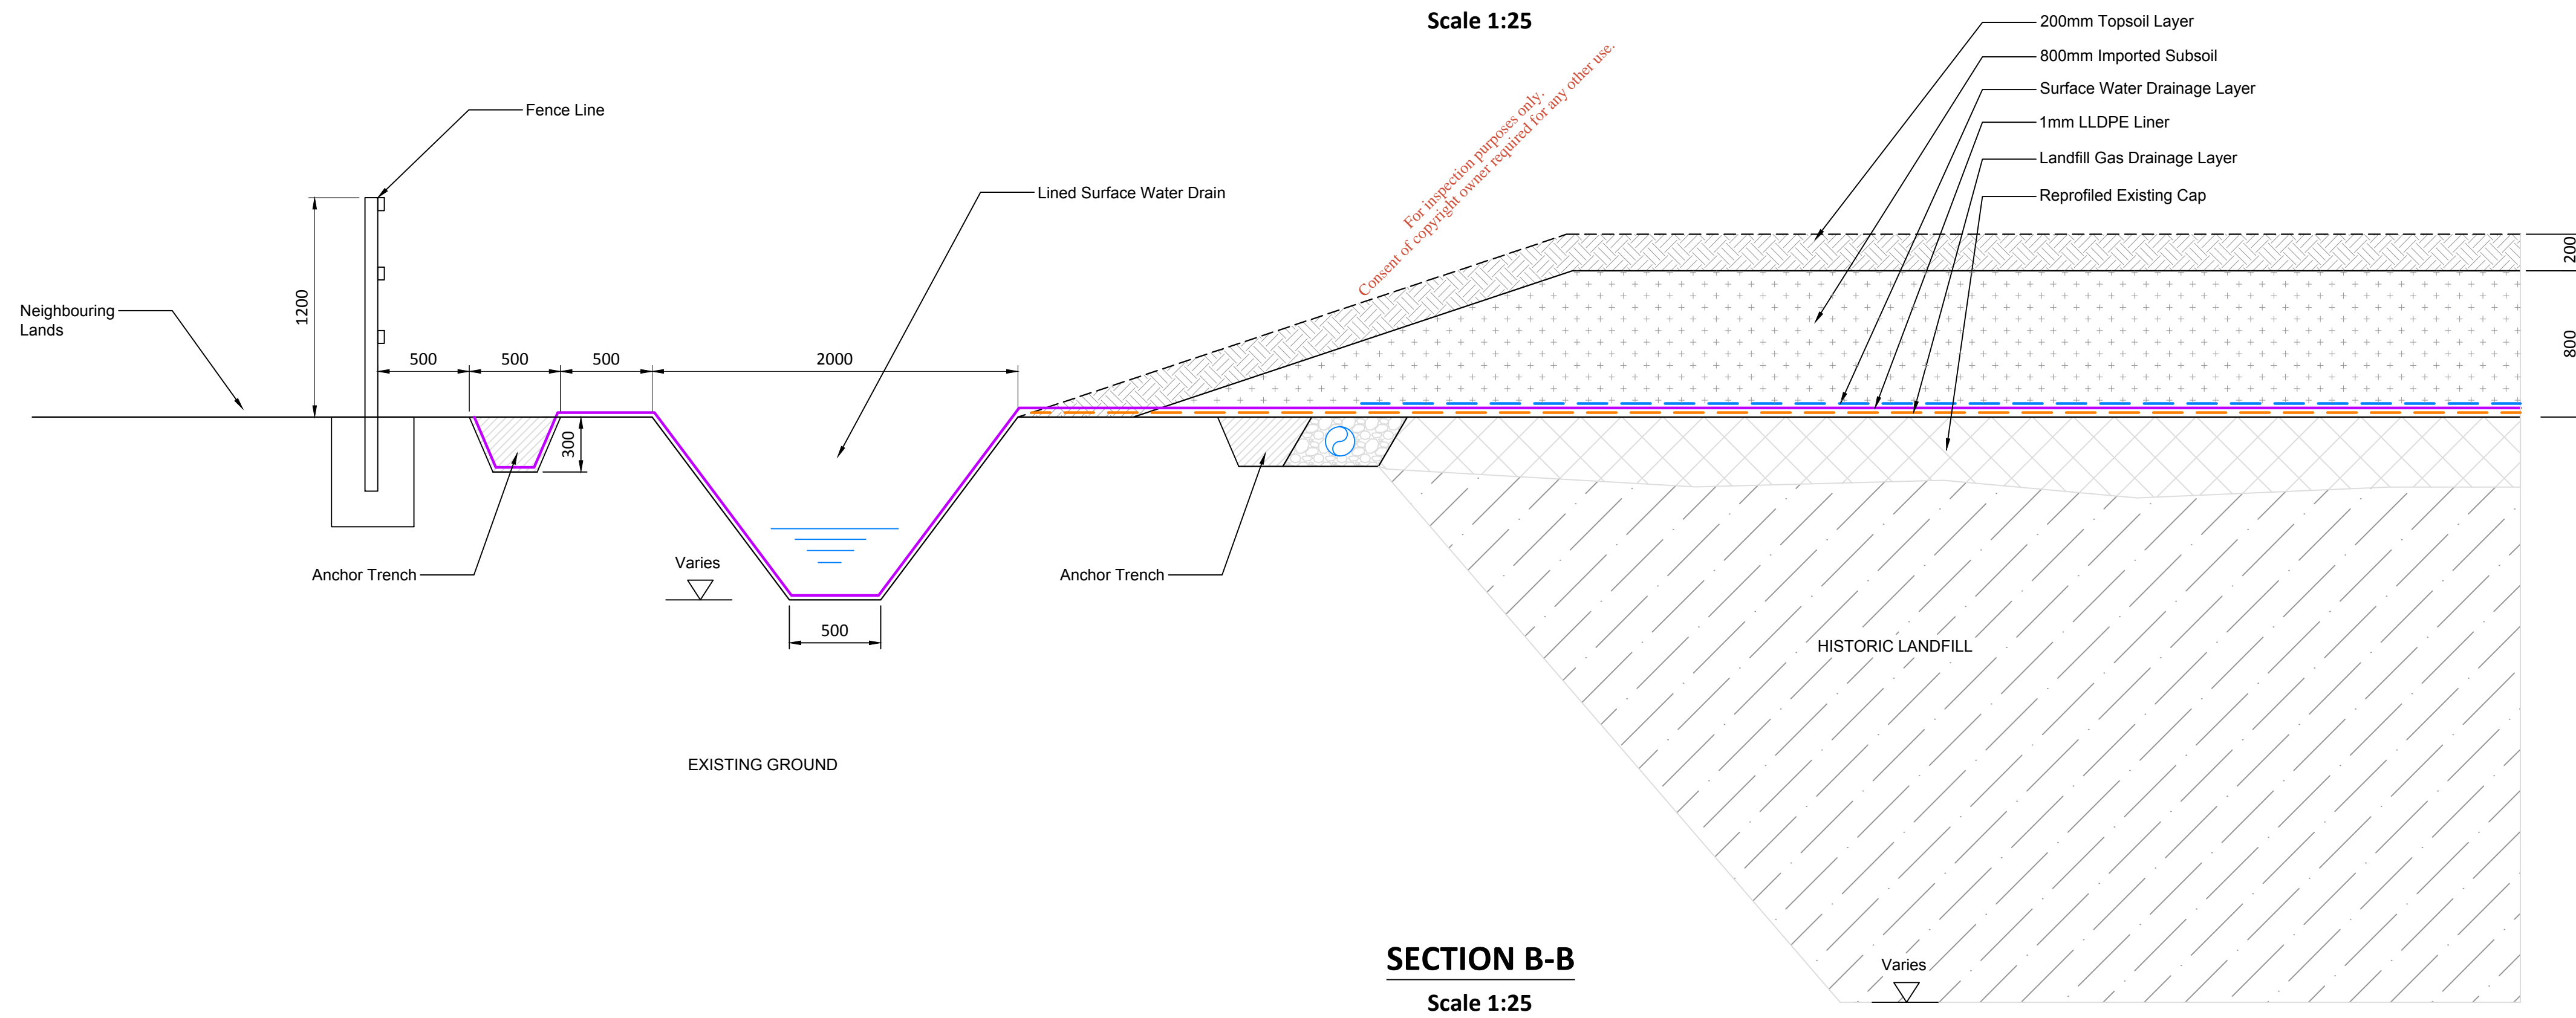 Scale 1:25
200mm Topsoil Layer
800mm Imported Subsoil
Surface Water Drainage Layer
1mm LLDPE Liner
Landfill Gas Drainage Layer
Reprofiled Existing Cap
Fence Line
Lined Surface Water Drain
For inspection purposes only.
Consent of copyright owner required for any other use.
Neighbouring
Lands
1200
500
500
500
2000
300
200
800
Anchor Trench
Varies
500
Anchor Trench
HISTORIC LANDFILL
EXISTING GROUND
SECTION B-B
Scale 1:25
Varies